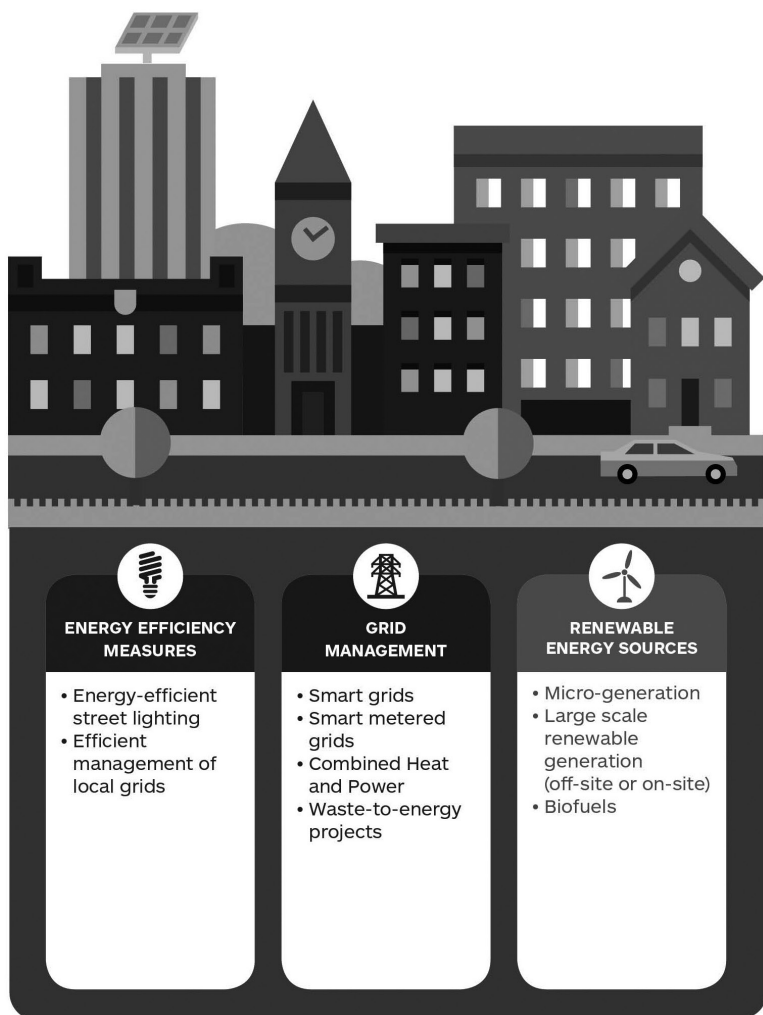 ENERGY EFFICIENCY
MEASURES
• Energy-efficient
street lighting
• Efficient
management of
local grids
GRID
MANAGEMENT
• Smart grids
• Smart metered
grids
• Combined Heat
and Power
• Waste-to-energy
projects
RENEWABLE
ENERGY SOURCES
• Micro-generation
• Large scale
renewable
generation
(off-site or on-site)
• Biofuels